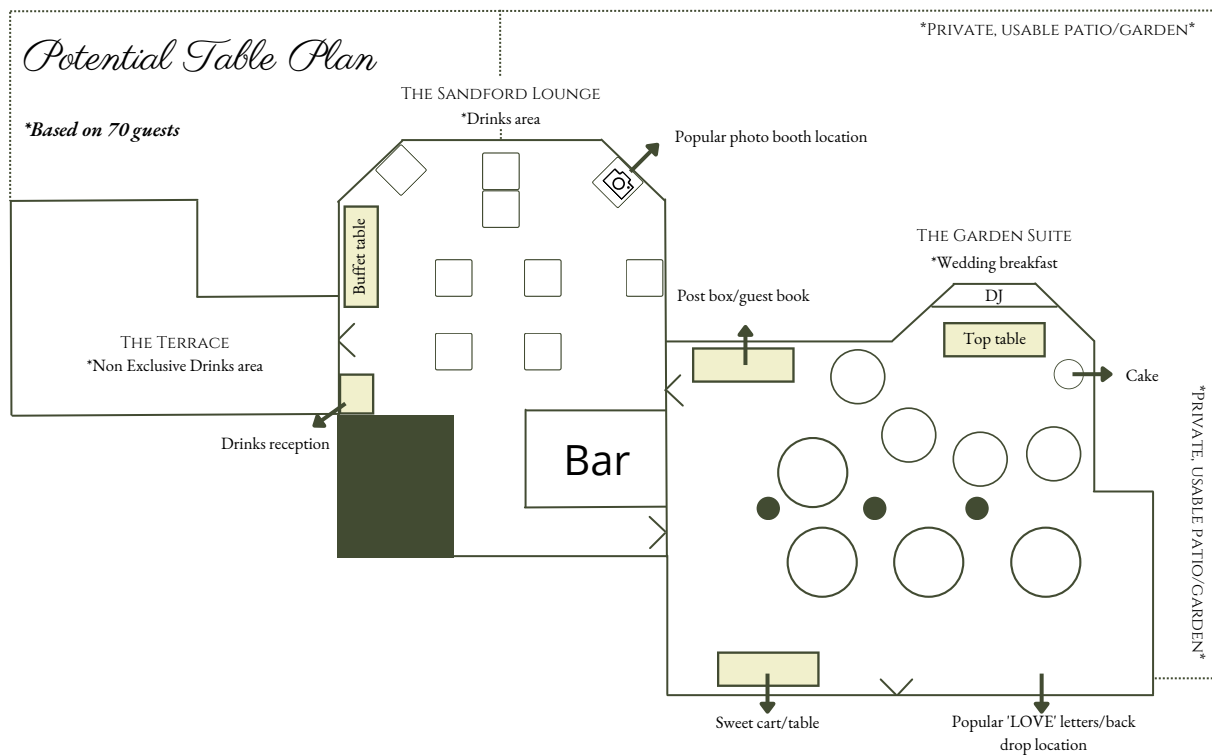 *Private, usable patio/garden*
Potential Table Plan
*Based on 70 guests
The Sandford Lounge
*Drinks area
Popular photo booth location
Buffet table
The Garden Suite
*Wedding breakfast
DJ
Top table
Post box/guest book
The Terrace
*Non Exclusive Drinks area
Cake
Drinks reception
Bar
*Private, usable patio/garden*
Sweet cart/table
Popular 'LOVE' letters/back
drop location